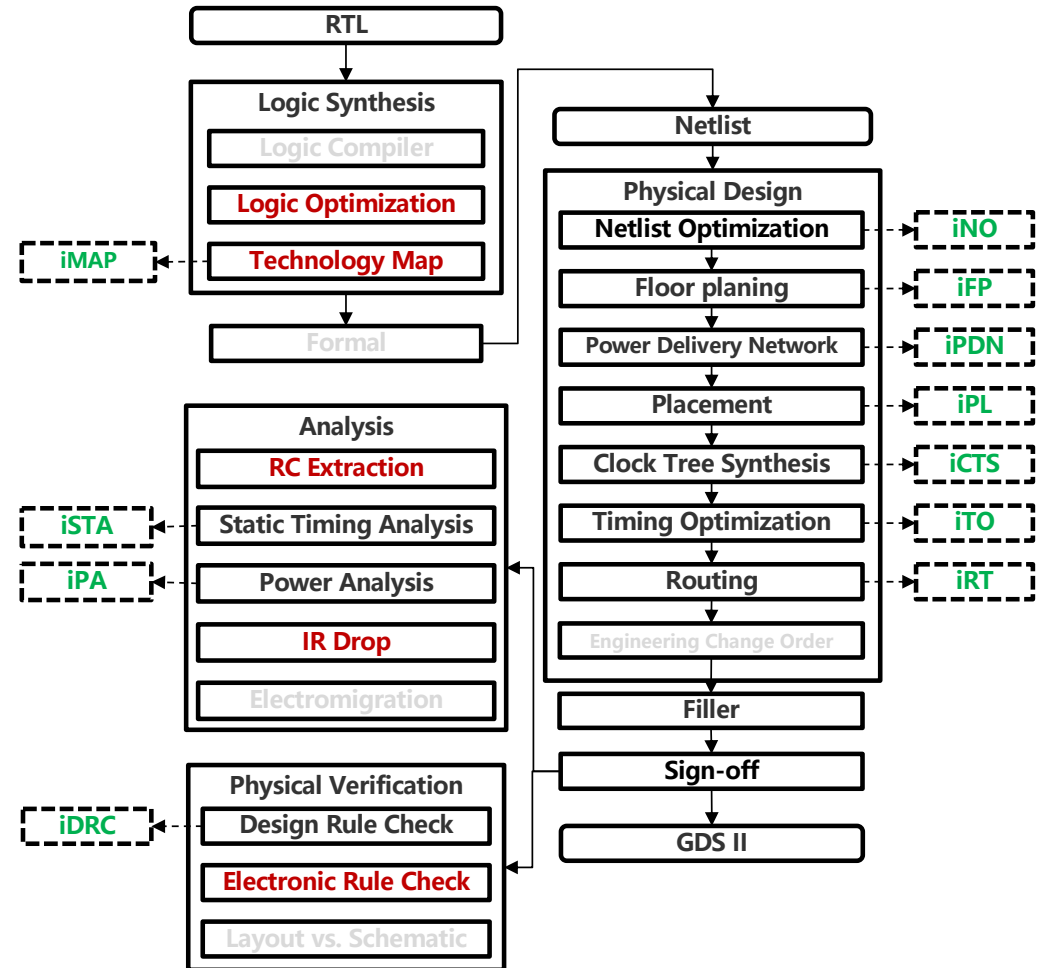 RTL
Logic Synthesis
Logic Compiler
Logic Optimization
Technology Map
iMAP
Formal
Netlist
Physical Design
Netlist Optimization
iNO
Floor planing
iFP
Power Delivery Network
iPDN
Placement
iPL
Clock Tree Synthesis
iCTS
Timing Optimization
iTO
Routing
iRT
Engineering Change Order
Filler
Sign-off
GDS II
Analysis
RC Extraction
iSTA
Static Timing Analysis
iPA
Power Analysis
IR Drop
Electromigration
Physical Verification
iDRC
Design Rule Check
Electronic Rule Check
Layout vs. Schematic